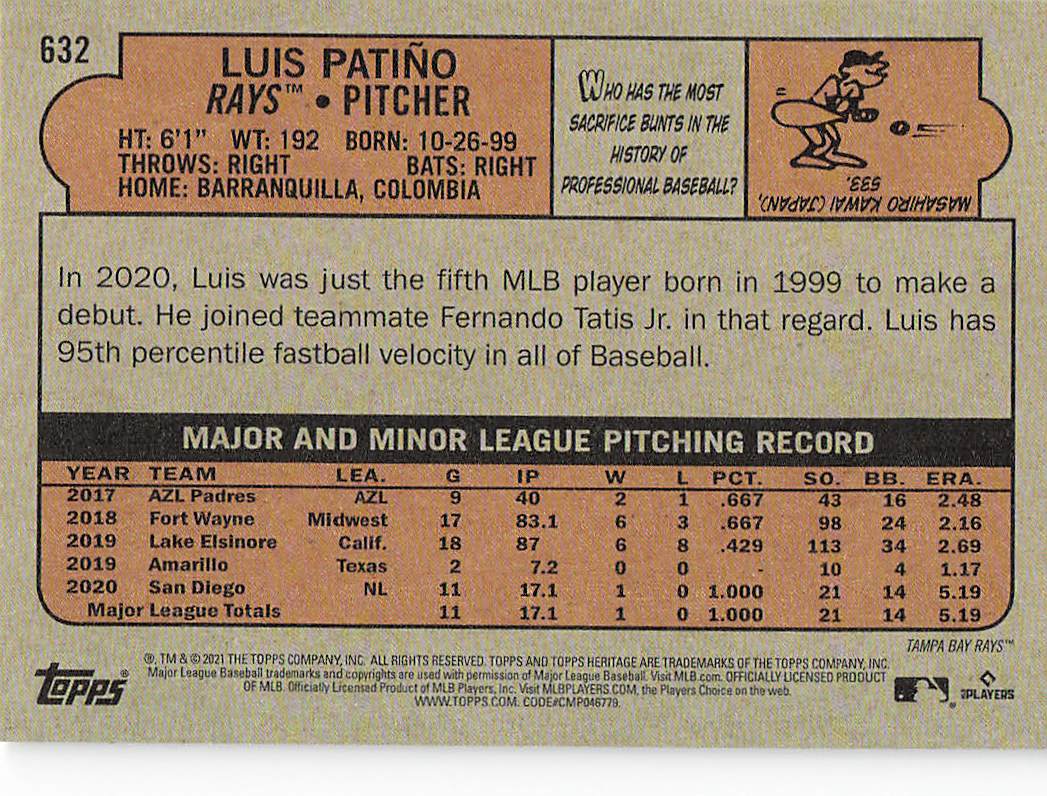 632
LUIS PATIÑO
RAYS™ • PITCHER
HT: 6'1" WT: 192 BORN: 10-26-99
THROWS: RIGHT BATS: RIGHT
HOME: BARRANQUILLA, COLOMBIA
WHO HAS THE MOST
SACRIFICE BUNTS IN THE
HISTORY OF
PROFESSIONAL BASEBALL?
MASAHIRO KAWAI (JAPAN),
533.
In 2020, Luis was just the fifth MLB player born in 1999 to make a
debut. He joined teammate Fernando Tatis Jr. in that regard. Luis has
95th percentile fastball velocity in all of Baseball.
MAJOR AND MINOR LEAGUE PITCHING RECORD
YEAR TEAM LEA. G IP W L PCT. SO. BB. ERA.
2017 AZL Padres AZL 9 40 2 1 .667 43 16 2.48
2018 Fort Wayne Midwest 17 83.1 6 3 .667 98 24 2.16
2019 Lake Elsinore Calif. 18 87 6 8 .429 113 34 2.69
2019 Amarillo Texas 2 7.2 0 0 - 10 4 1.17
2020 San Diego NL 11 17.1 1 0 1.000 21 14 5.19
Major League Totals 11 17.1 1 0 1.000 21 14 5.19
TAMPA BAY RAYS™
®, TM & © 2021 THE TOPPS COMPANY, INC. ALL RIGHTS RESERVED. TOPPS AND TOPPS HERITAGE ARE TRADEMARKS OF THE TOPPS COMPANY, INC.
Major League Baseball trademarks and copyrights are used with permission of Major League Baseball. Visit MLB.com. OFFICIALLY LICENSED PRODUCT
OF MLB. Officially Licensed Product of MLB Players, Inc. Visit MLBPLAYERS.COM, the Players Choice on the web.
WWW.TOPPS.COM. CODE#CMP046779.
topps®
®
MLBPLAYERS